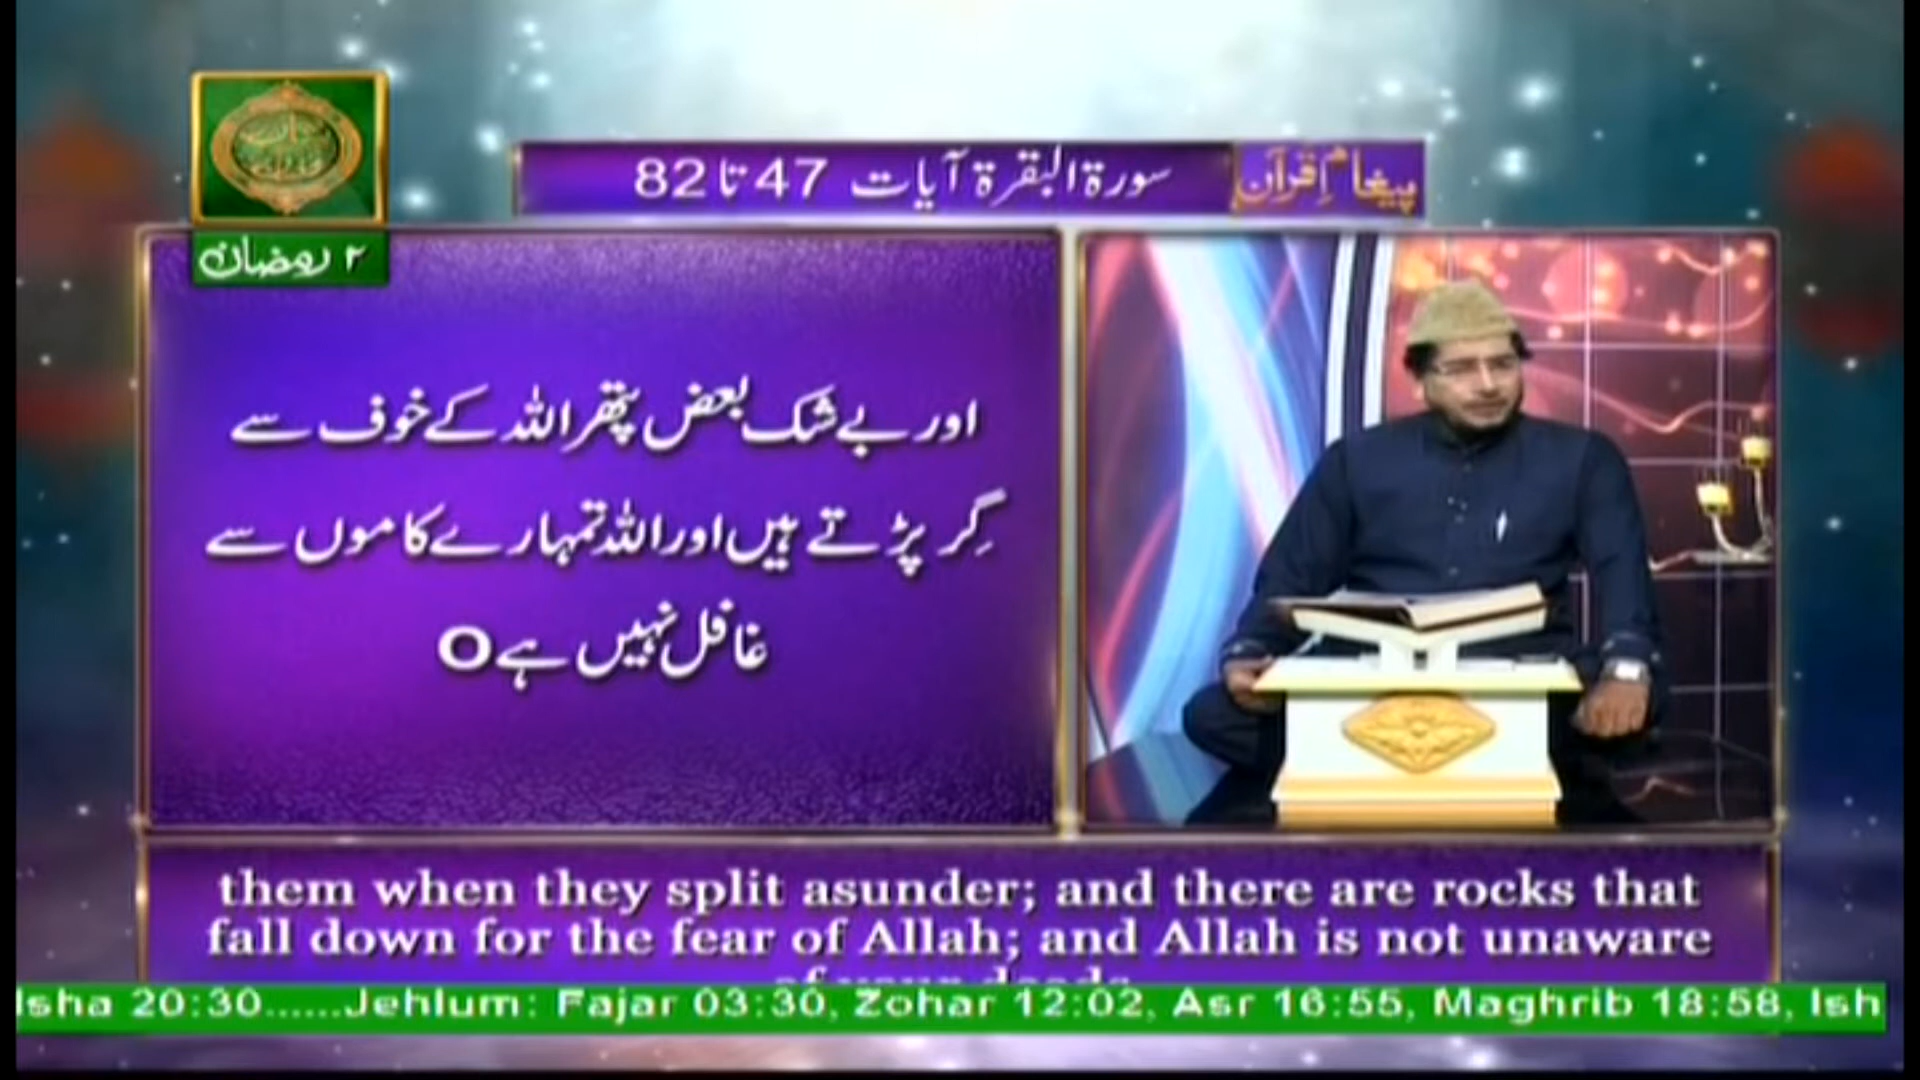 پیغامِ قرآن سورۃ البقرۃ آیات 47 تا 82
۲ رمضان
اور بے شک بعض پتھر اللہ کے خوف سے
گِر پڑتے ہیں اور اللہ تمہارے کاموں سے
غافل نہیں ہے O
them when they split asunder; and there are rocks that
fall down for the fear of Allah; and Allah is not unaware
of your deeds
Isha 20:30......Jehlum: Fajar 03:30, Zohar 12:02, Asr 16:55, Maghrib 18:58, Ish